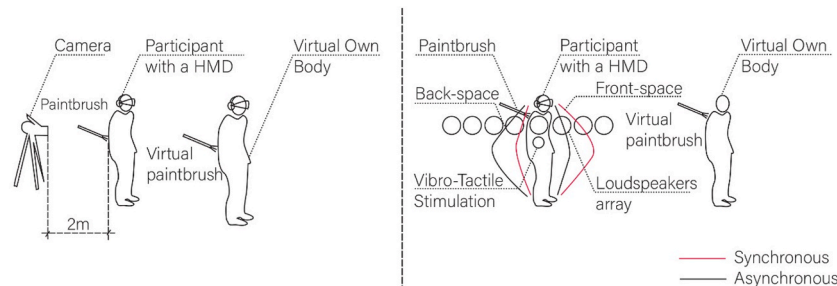 Camera
Participant
with a HMD
Virtual Own
Body
Paintbrush
Virtual
paintbrush
2m
Paintbrush
Participant
with a HMD
Virtual Own
Body
Back-space
Front-space
Virtual
paintbrush
Vibro-Tactile
Stimulation
Loudspeakers
array
Synchronous
Asynchronous